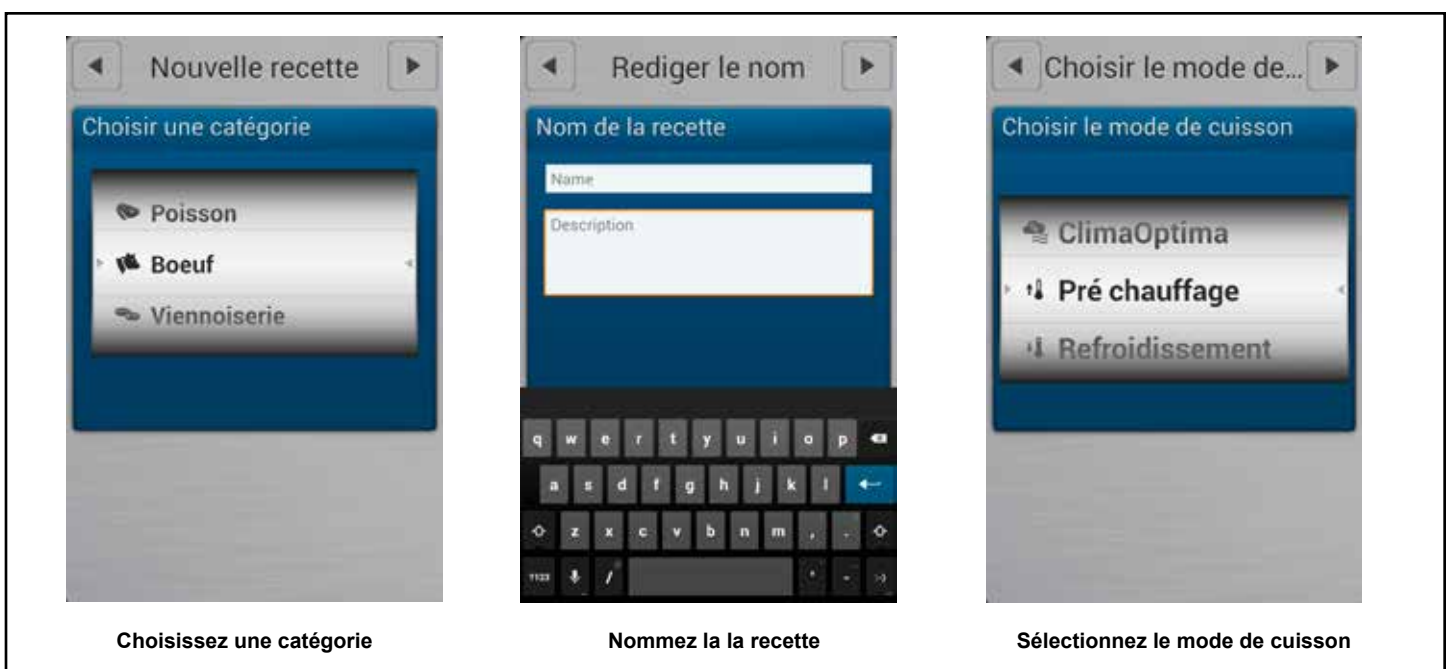 Nouvelle recette
Choisir une catégorie
Poisson
Boeuf
Viennoiserie
Choisissez une catégorie
Rediger le nom
Nom de la recette
Name
Description
q w e r t y u i o p
a s d f g h j k l
z x c v b n m , .
?123 / ' - :-)
Nommez la la recette
Choisir le mode de...
Choisir le mode de cuisson
ClimaOptima
Pré chauffage
Refroidissement
Sélectionnez le mode de cuisson